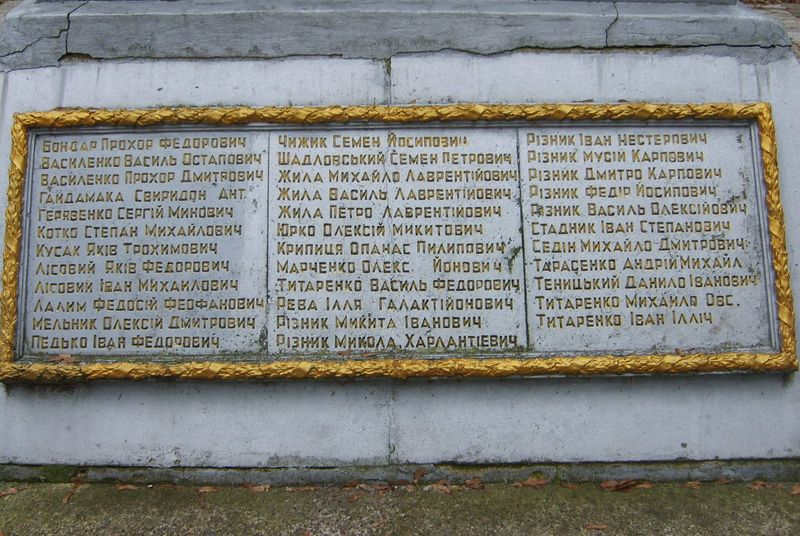 Бондар Прохор Федорович
Василенко Василь Остапович
Василенко Прохор Дмитрович
Гайдамака Свиридон Ант.
Герявенко Сергій Минович
Котко Степан Михайлович
Кусак Яків Трохимович
Лісовий Яків Федорович
Лісовий Іван Михайлович
Лалим Федосій Феофанович
Мельник Олексій Дмитрович
Педько Іван Федорович
Чижик Семен Йосипович
Шадловський Семен Петрович
Жила Михайло Лаврентійович
Жила Василь Лаврентійович
Жила Петро Лаврентійович
Юрко Олексій Микитович
Крипиця Опанас Пилипович
Марченко Олекс. Йонович
Титаренко Василь Федорович
Рева Ілля Галактійонович
Різник Микита Іванович
Різник Микола Харлантієвич
Різник Іван Нестерович
Різник Мусій Карпович
Різник Дмитро Карпович
Різник Федір Йосипович
Різник Василь Олексійович
Стадник Іван Степанович
Седін Михайло Дмитрович
Тарасенко Андрій Михайл.
Теницький Данило Іванович
Титаренко Михайло Овс.
Титаренко Іван Ілліч